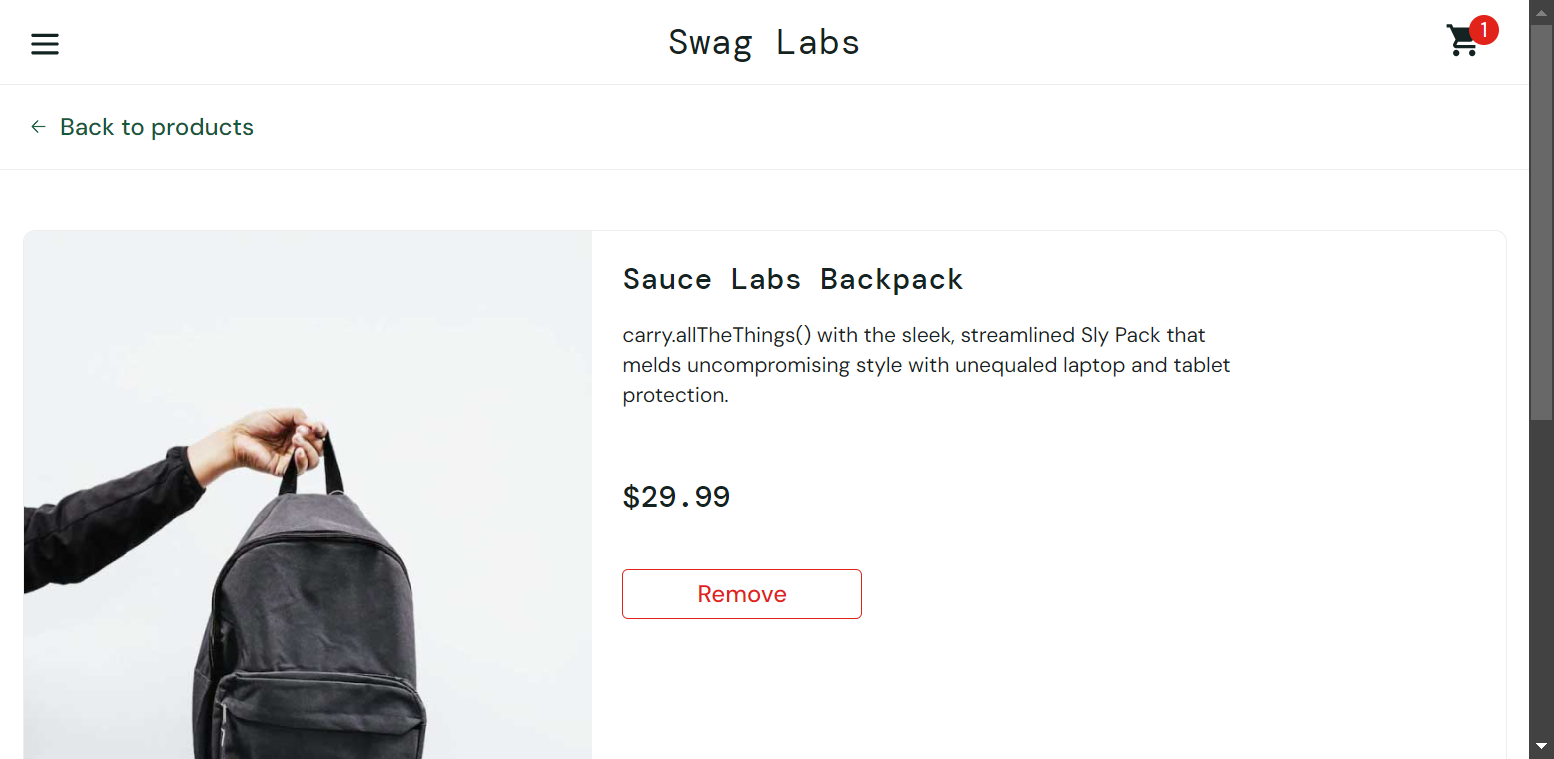 Swag Labs
1
Back to products
Sauce Labs Backpack
carry.allTheThings() with the sleek, streamlined Sly Pack that
melds uncompromising style with unequaled laptop and tablet
protection.
$29.99
Remove